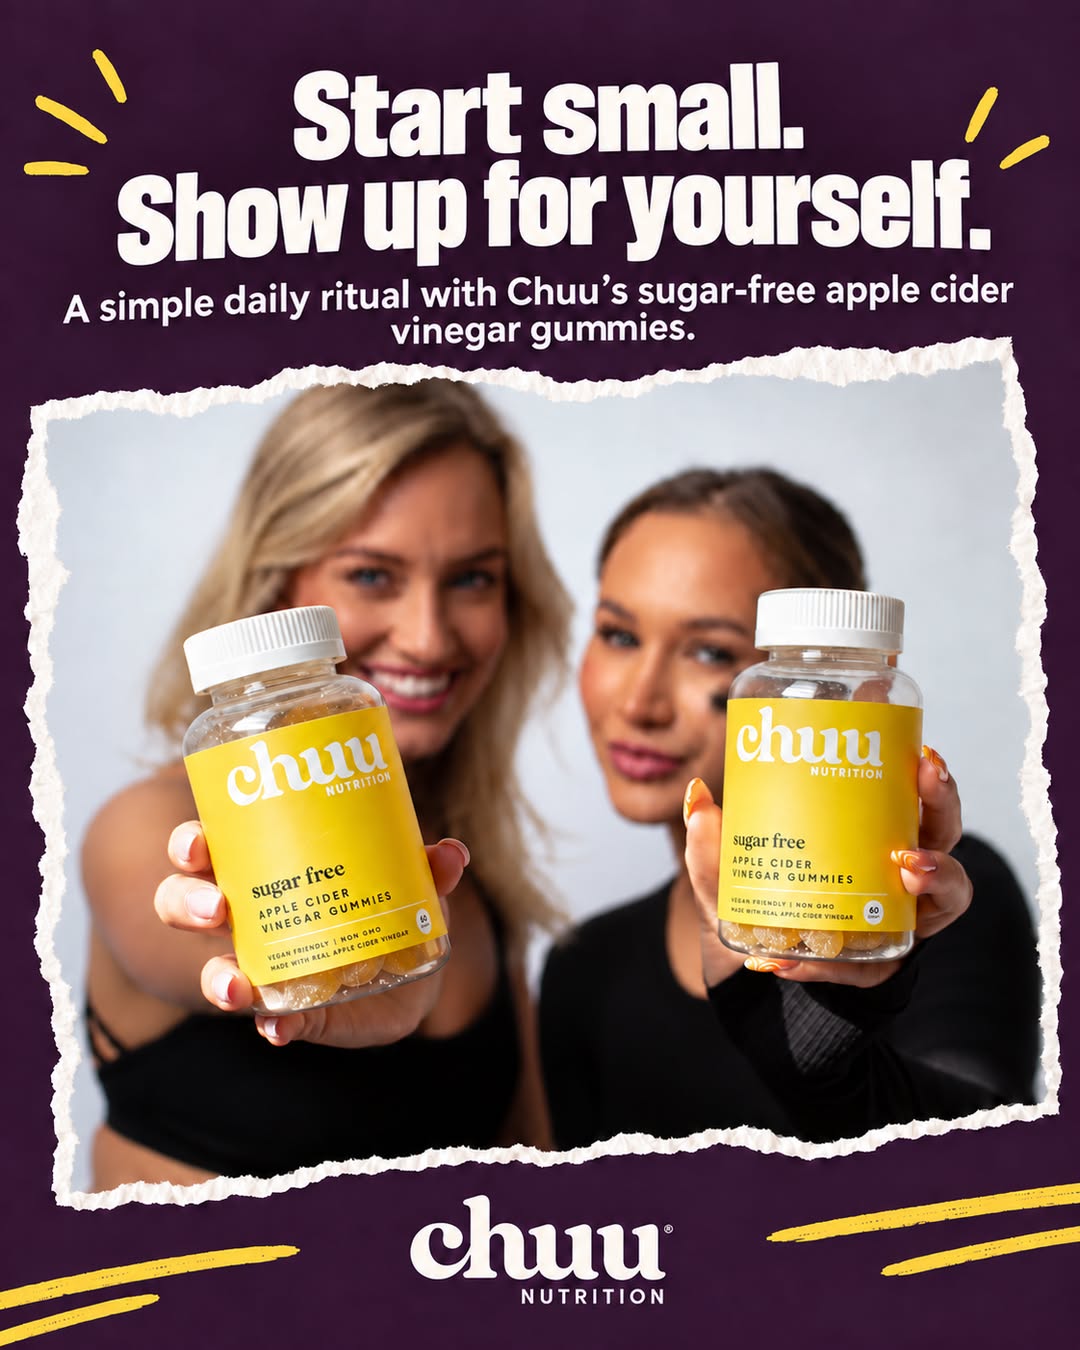 Start small.
Show up for yourself.
A simple daily ritual with Chuu's sugar-free apple cider
vinegar gummies.
chuu
NUTRITION
sugar free
APPLE CIDER
VINEGAR GUMMIES
VEGAN FRIENDLY | NON GMO
MADE WITH REAL APPLE CIDER VINEGAR
60
chuu
NUTRITION
sugar free
APPLE CIDER
VINEGAR GUMMIES
VEGAN FRIENDLY | NON GMO
MADE WITH REAL APPLE CIDER VINEGAR
60
chuu®
NUTRITION